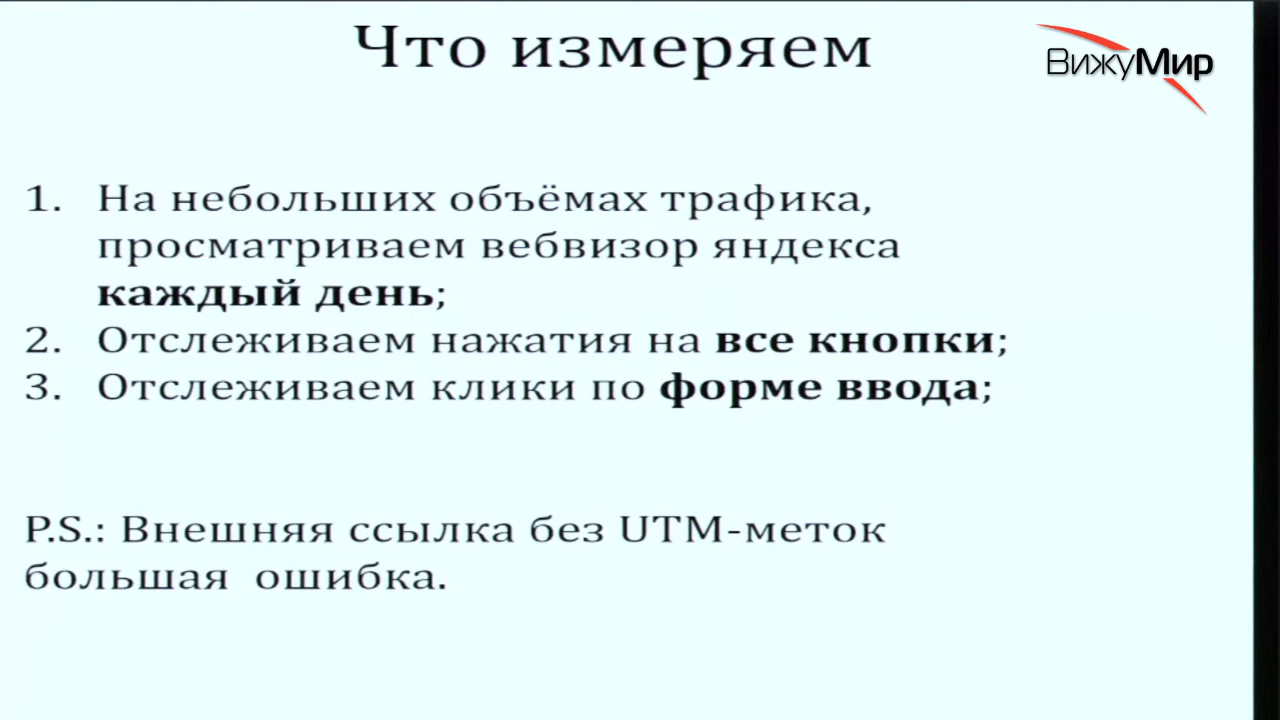 Что измеряем
ВижуМир
1. На небольших объёмах трафика,
просматриваем вебвизор яндекса
каждый день;
2. Отслеживаем нажатия на все кнопки;
3. Отслеживаем клики по форме ввода;
P.S.: Внешняя ссылка без UTM-меток
большая  ошибка.